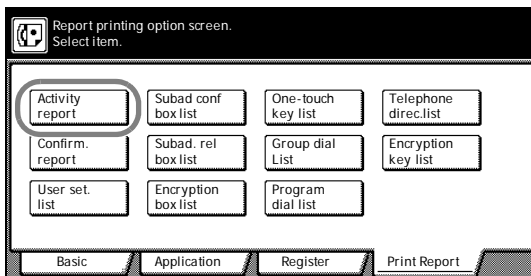 Report printing option screen.
Select item.
Activity
report
Subad conf
box list
One-touch
key list
Telephone
direc.list
Confirm.
report
Subad. rel
box list
Group dial
List
Encryption
key list
User set.
list
Encryption
box list
Program
dial list
Basic
Application
Register
Print Report